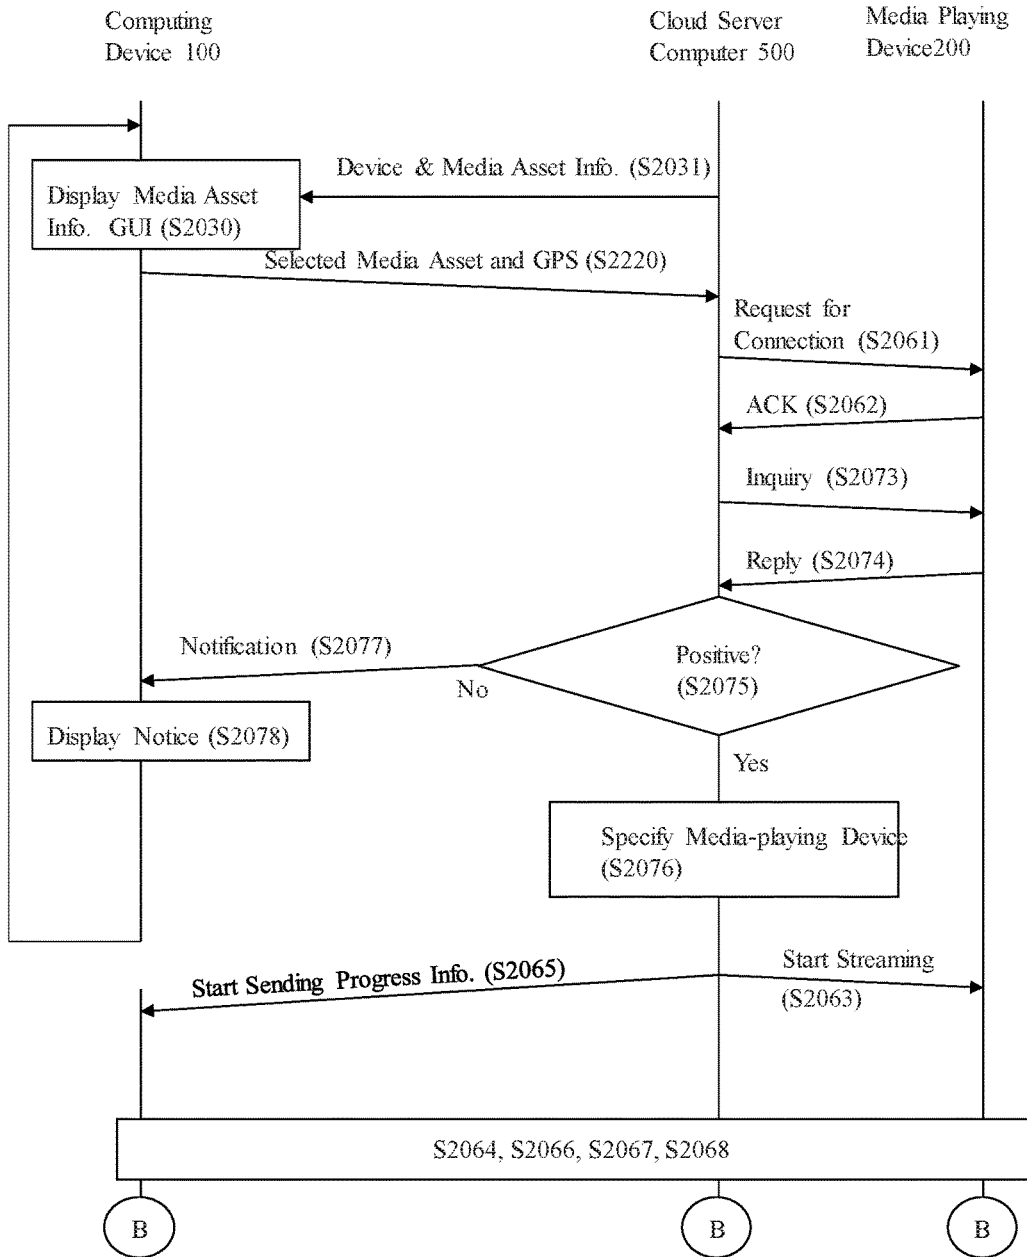 Computing
Device 100
Cloud Server
Computer 500
Media Playing
Device200
Device & Media Asset Info. (S2031)
Display Media Asset
Info. GUI (S2030)
Selected Media Asset and GPS (S2220)
Request for
Connection (S2061)
ACK (S2062)
Inquiry (S2073)
Reply (S2074)
Notification (S2077)
Positive?
(S2075)
No
Display Notice (S2078)
Yes
Specify Media-playing Device
(S2076)
Start Sending Progress Info. (S2065)
Start Streaming
(S2063)
S2064, S2066, S2067, S2068
B
B
B